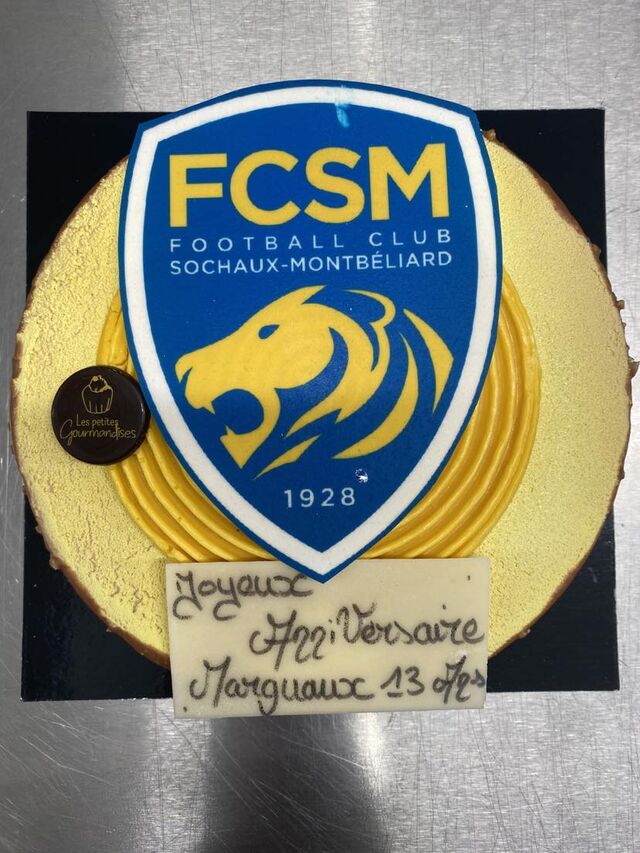 FCSM
FOOTBALL CLUB
SOCHAUX-MONTBÉLIARD
Les petites
Gourmandises
1928
Joyeux
AnniVersaire
Marguaux 13 Ans